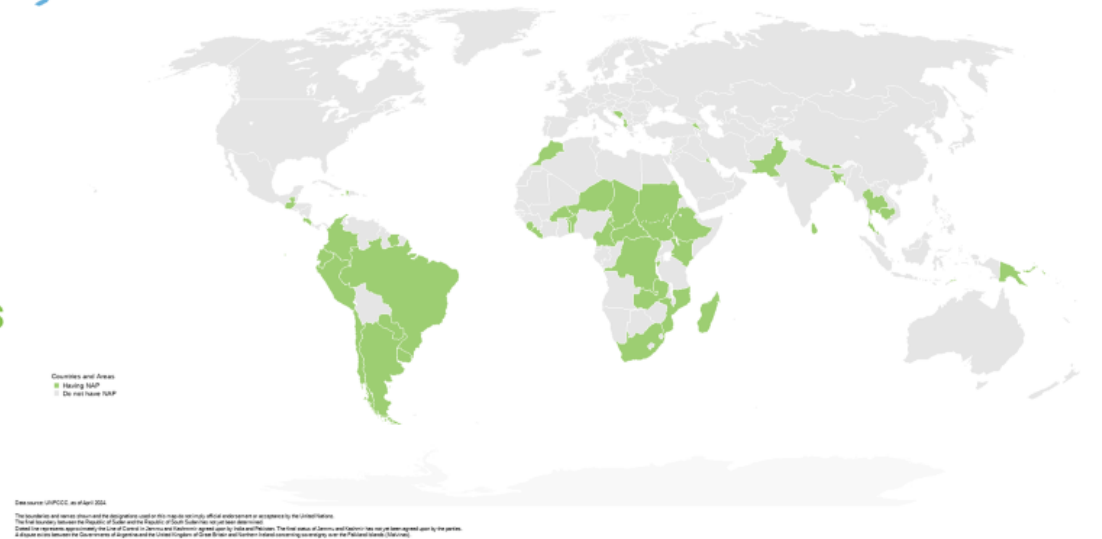 s
Countries and Areas
Having NAP
Do not have NAP
Data source: UNFCCC, as of April 2024
The boundaries and names shown and the designations used on this map do not imply official endorsement or acceptance by the United Nations.
The final boundary between the Republic of Sudan and the Republic of South Sudan has not yet been determined.
Dotted line represents approximately the Line of Control in Jammu and Kashmir agreed upon by India and Pakistan. The final status of Jammu and Kashmir has not yet been agreed upon by the parties.
A dispute exists between the Governments of Argentina and the United Kingdom of Great Britain and Northern Ireland concerning sovereignty over the Falkland Islands (Malvinas).